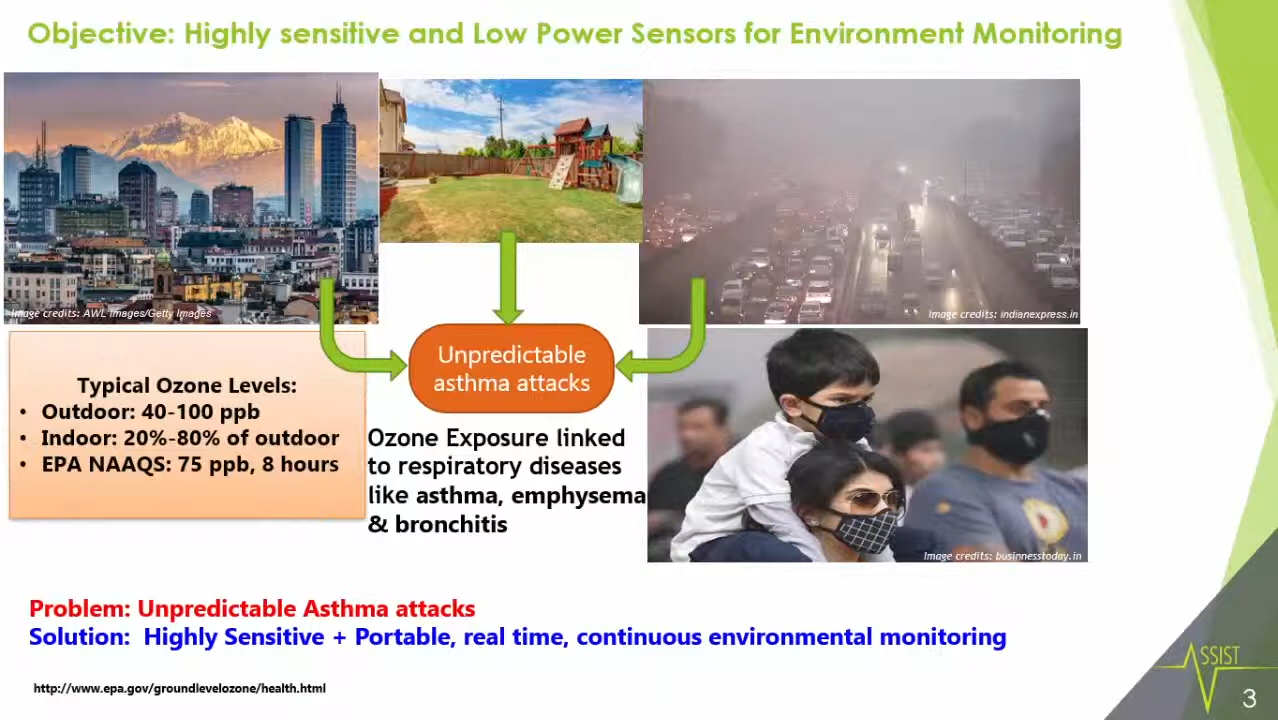 Objective: Highly sensitive and Low Power Sensors for Environment Monitoring
Image credits: AWL Images/Getty Images
Image credits: indianexpress.in
Unpredictable
asthma attacks
Typical Ozone Levels:
• Outdoor: 40-100 ppb
• Indoor: 20%-80% of outdoor
• EPA NAAQS: 75 ppb, 8 hours
Ozone Exposure linked
to respiratory diseases
like asthma, emphysema
& bronchitis
Image credits: businnesstoday.in
Problem: Unpredictable Asthma attacks
Solution: Highly Sensitive + Portable, real time, continuous environmental monitoring
http://www.epa.gov/groundlevelozone/health.html
ASSIST
3